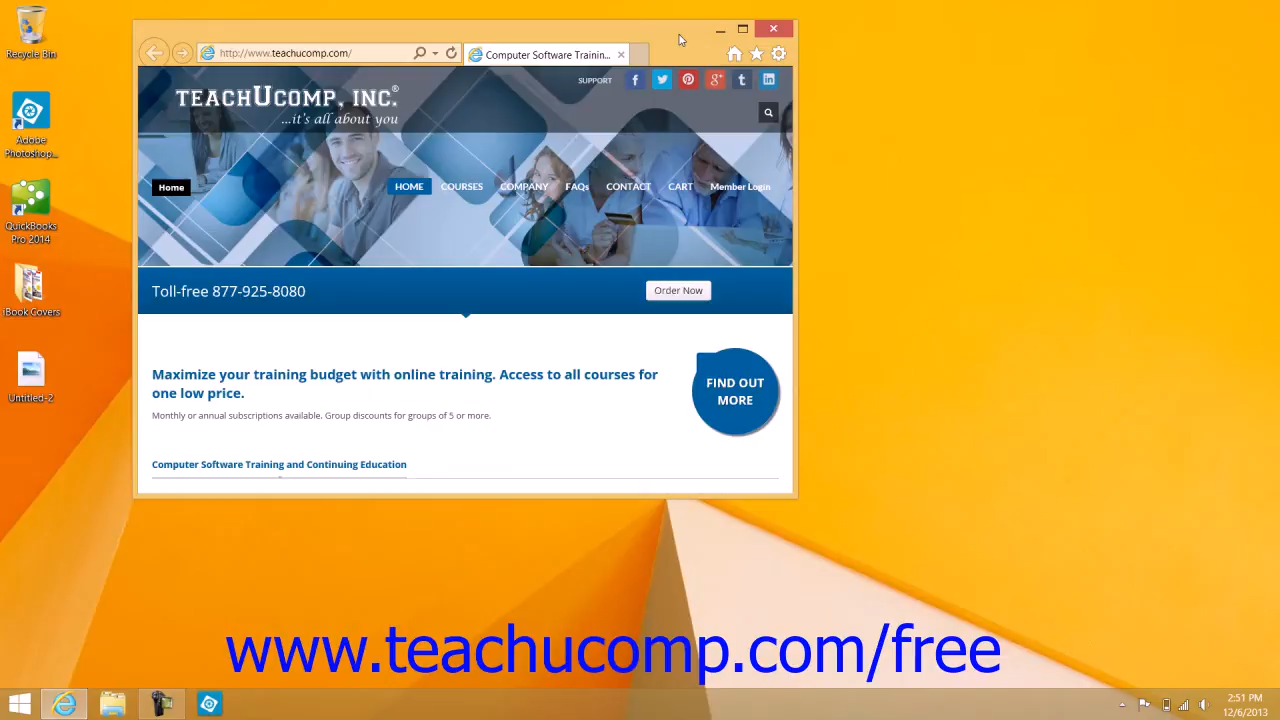 Recycle Bin
Adobe
Photoshop...
QuickBooks
Pro 2014
iBook Covers
Untitled-2
http://www.teachucomp.com/
Computer Software Trainin...
SUPPORT
TEACHUCOMP, INC.®
...it's all about you
Home
HOME COURSES COMPANY FAQs CONTACT CART Member Login
Toll-free 877-925-8080
Order Now
Maximize your training budget with online training. Access to all courses for
one low price.
Monthly or annual subscriptions available. Group discounts for groups of 5 or more.
FIND OUT
MORE
Computer Software Training and Continuing Education
www.teachucomp.com/free
2:51 PM
12/6/2013